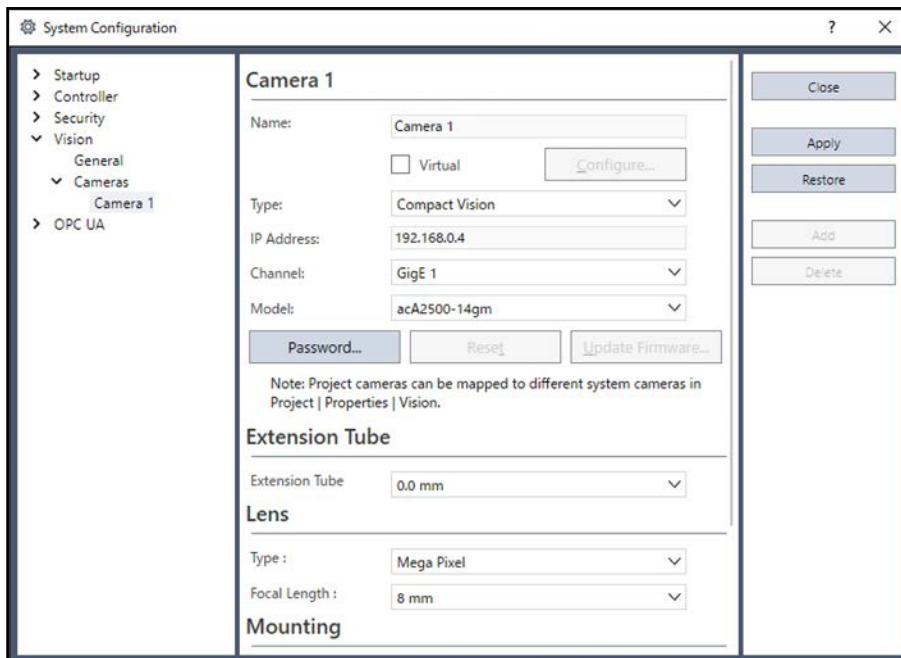 System Configuration
?
Startup
Controller
Security
Vision
General
Cameras
Camera 1
OPC UA
Camera 1
Name:
Camera 1
Virtual
Configure...
Type:
Compact Vision
IP Address:
192.168.0.4
Channel:
GigE 1
Model:
acA2500-14gm
Password...
Reset
Update Firmware...
Note: Project cameras can be mapped to different system cameras in
Project | Properties | Vision.
Extension Tube
Extension Tube
0.0 mm
Lens
Type :
Mega Pixel
Focal Length :
8 mm
Mounting
Close
Apply
Restore
Add
Delete